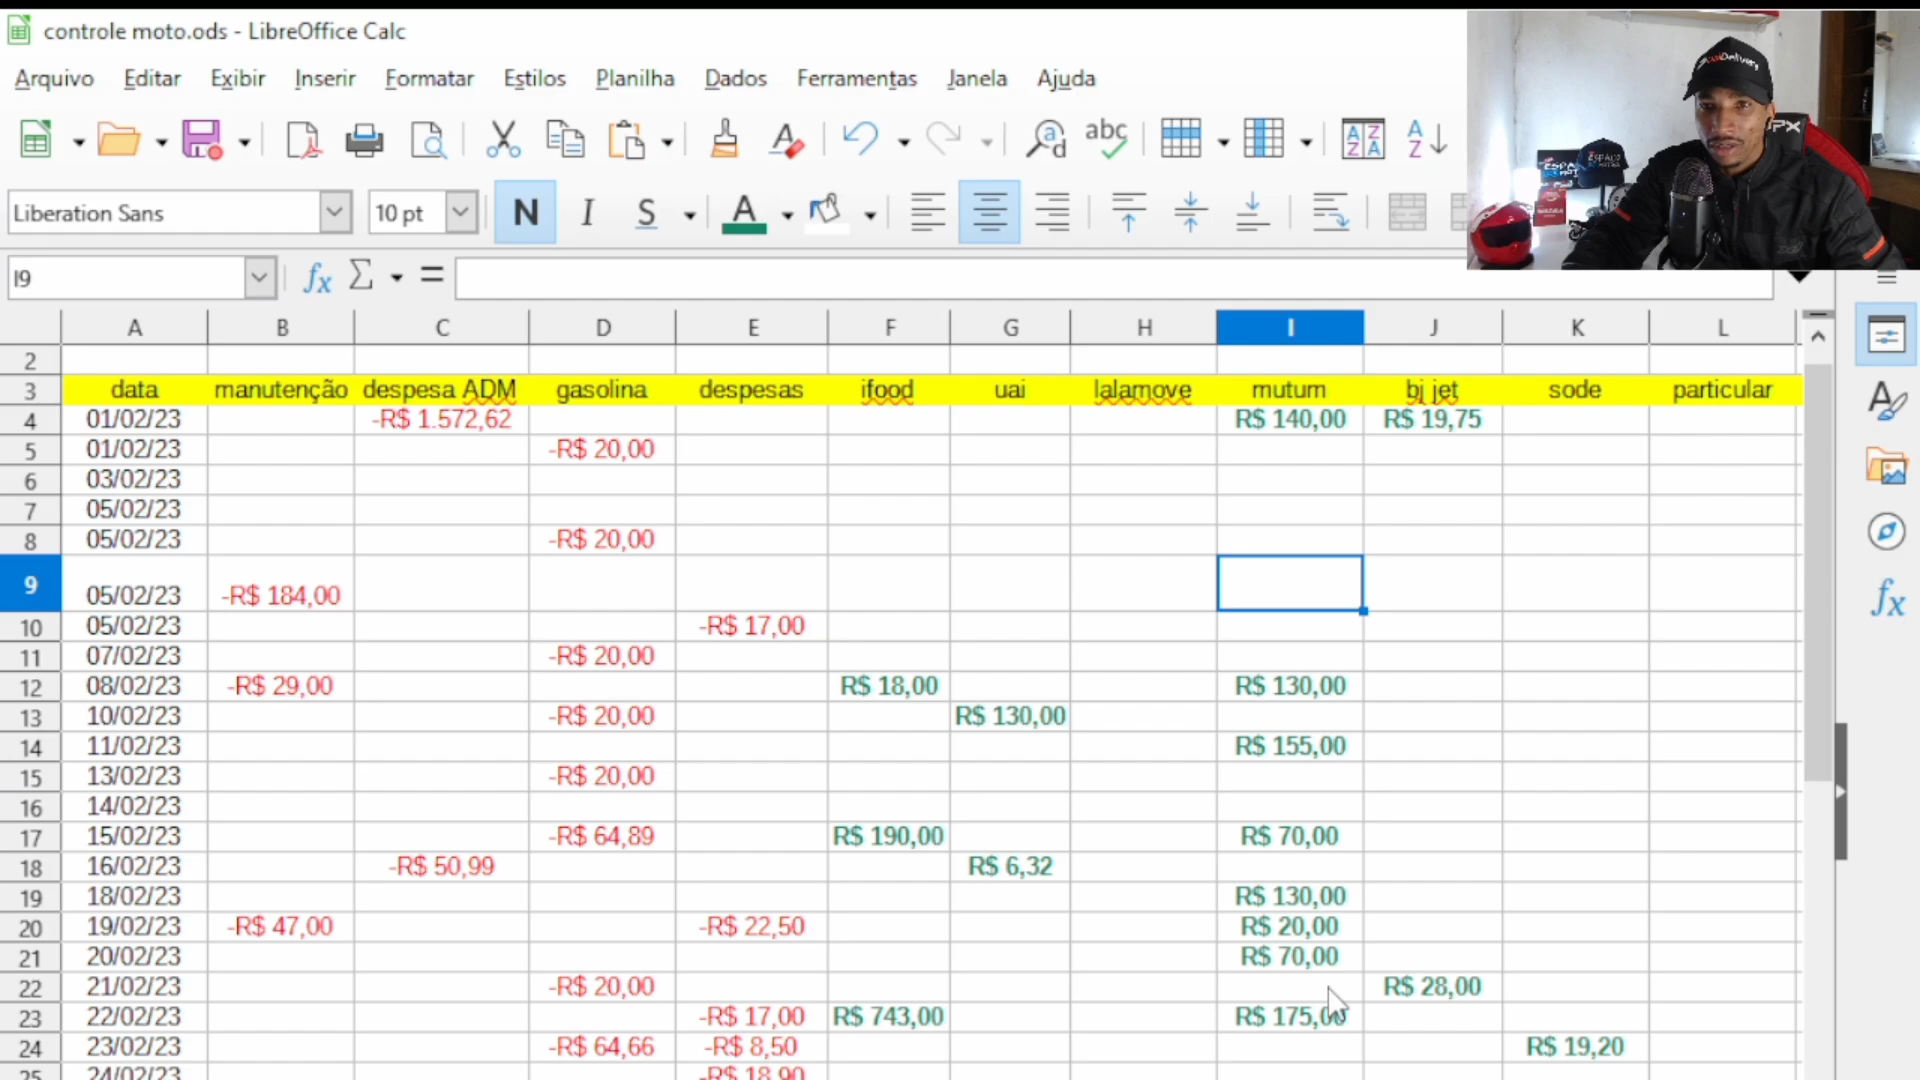 controle moto.ods - LibreOffice Calc
Arquivo Editar Exibir Inserir Formatar Estilos Planilha Dados Ferramentas Janela Ajuda
Liberation Sans 10 pt N I S A
I9 fx Σ =
A B C D E F G H I J K L
2
3 data manutenção despesa ADM gasolina despesas ifood uai lalamove mutum bj jet sode particular
4 01/02/23 -R$ 1.572,62 R$ 140,00 R$ 19,75
5 01/02/23 -R$ 20,00
6 03/02/23
7 05/02/23
8 05/02/23 -R$ 20,00
9 05/02/23 -R$ 184,00
10 05/02/23 -R$ 17,00
11 07/02/23 -R$ 20,00
12 08/02/23 -R$ 29,00 R$ 18,00 R$ 130,00
13 10/02/23 -R$ 20,00 R$ 130,00
14 11/02/23 R$ 155,00
15 13/02/23 -R$ 20,00
16 14/02/23
17 15/02/23 -R$ 64,89 R$ 190,00 R$ 70,00
18 16/02/23 -R$ 50,99 R$ 6,32
19 18/02/23 R$ 130,00
20 19/02/23 -R$ 47,00 -R$ 22,50 R$ 20,00
21 20/02/23 R$ 70,00
22 21/02/23 -R$ 20,00 R$ 28,00
23 22/02/23 -R$ 17,00 R$ 743,00 R$ 175,00
24 23/02/23 -R$ 64,66 -R$ 8,50 R$ 19,20
25 24/02/23 -R$ 18,90